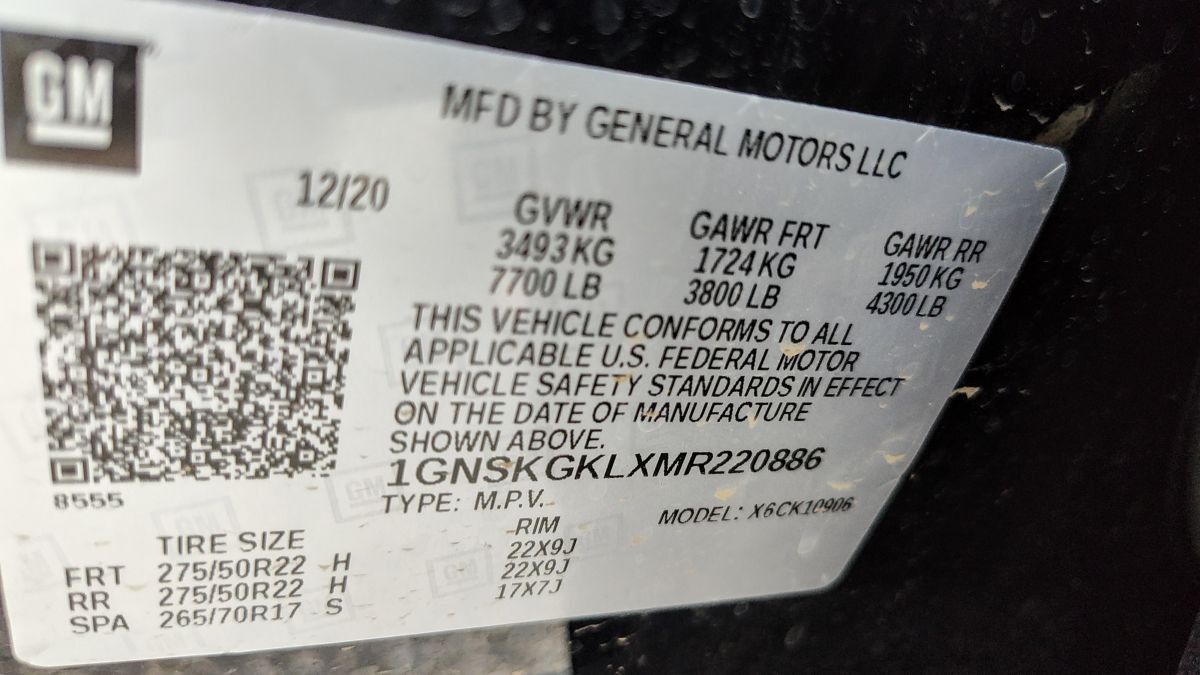 GM
MFD BY GENERAL MOTORS LLC
12/20
GVWR GAWR FRT GAWR RR
3493 KG 1724 KG 1950 KG
7700 LB 3800 LB 4300 LB
THIS VEHICLE CONFORMS TO ALL
APPLICABLE U.S. FEDERAL MOTOR
VEHICLE SAFETY STANDARDS IN EFFECT
ON THE DATE OF MANUFACTURE
SHOWN ABOVE.
1GNSKGKLXMR220886
8555
TYPE: M.P.V. MODEL: X6CK10906
TIRE SIZE RIM
FRT 275/50R22 H 22X9J
RR 275/50R22 H 22X9J
SPA 265/70R17 S 17X7J